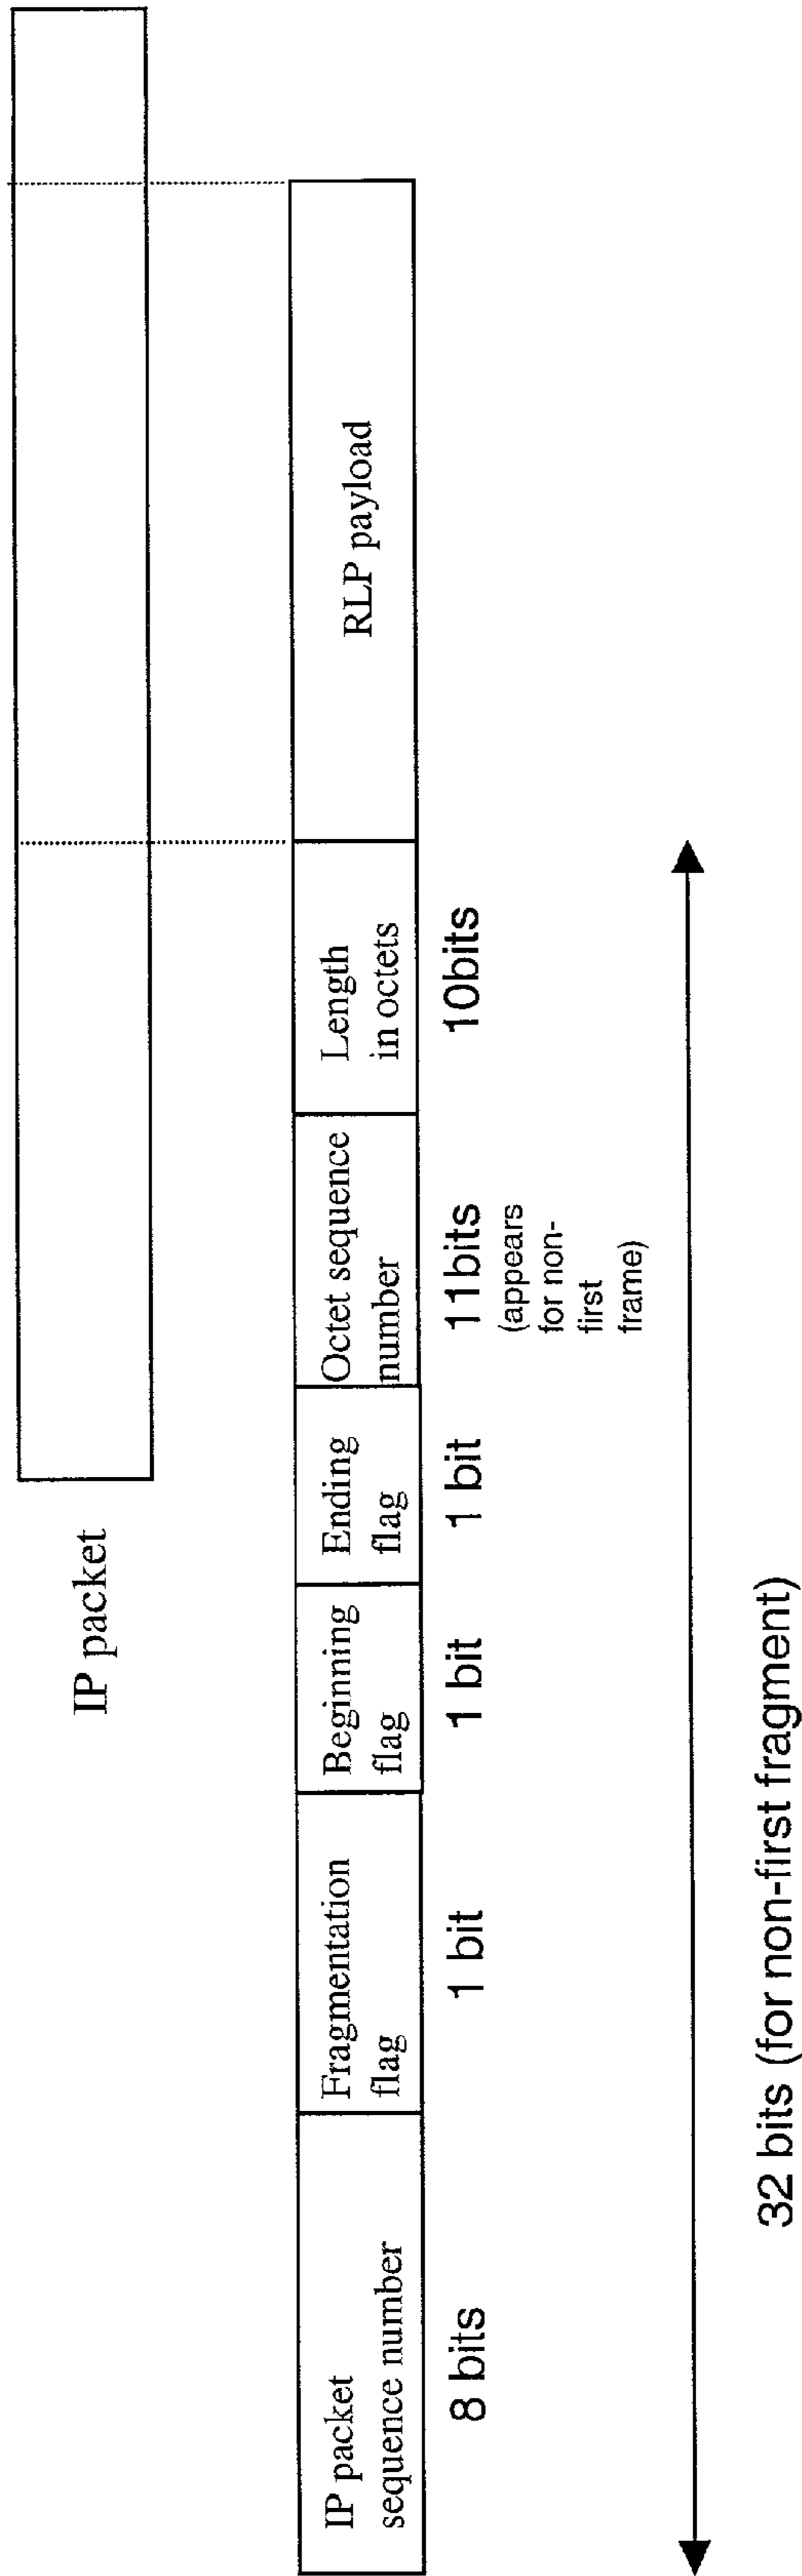 IP packet
IP packet
sequence number
Fragmentation
flag
Beginning
flag
Ending
flag
Octet sequence
number
Length
in octets
RLP payload
8 bits
1 bit
1 bit
1 bit
11bits
(appears
for non-
first
frame)
10bits
32 bits (for non-first fragment)